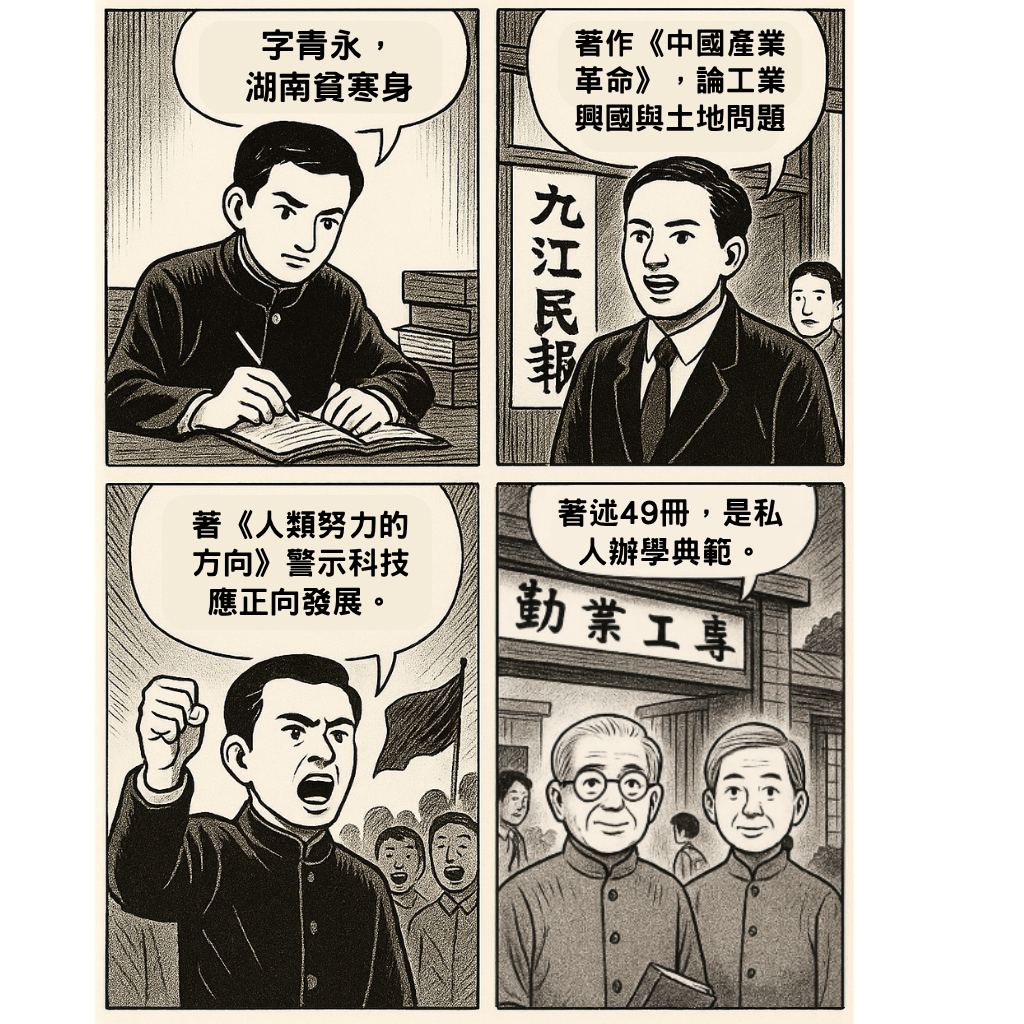 字青永，
湖南貧寒身
著作《中國產業
革命》，論工業
興國與土地問題
九江民報
著《人類努力的
方向》警示科技
應正向發展。
著述49冊，是私
人辦學典範。
勤業工專